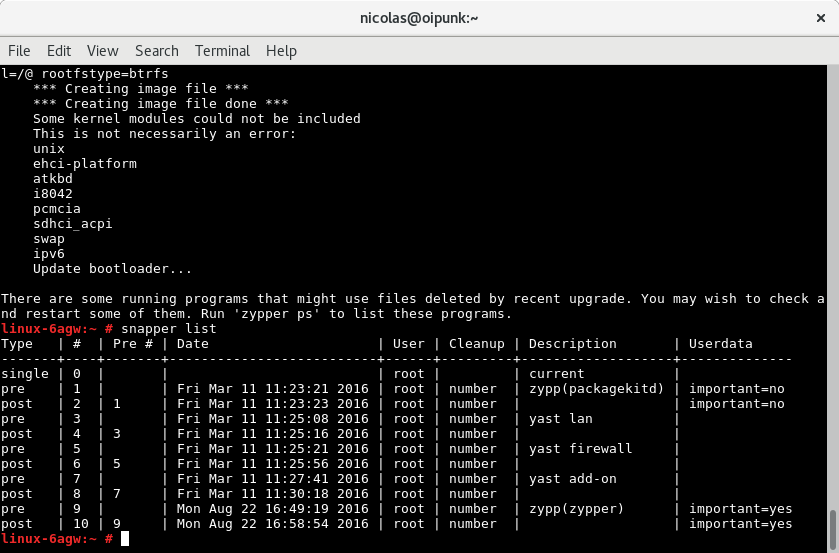 nicolas@oipunk:~
File Edit View Search Terminal Help
l=/@ rootfstype=btrfs
    *** Creating image file ***
    *** Creating image file done ***
    Some kernel modules could not be included
    This is not necessarily an error:
    unix
    ehci-platform
    atkbd
    i8042
    pcmcia
    sdhci_acpi
    swap
    ipv6
    Update bootloader...
There are some running programs that might use files deleted by recent upgrade. You may wish to check a
nd restart some of them. Run 'zypper ps' to list these programs.
linux-6agw:~ # snapper list
Type   | #  | Pre # | Date                     | User | Cleanup | Description       | Userdata
-------+----+-------+--------------------------+------+---------+-------------------+--------------
single | 0  |       |                          | root |         | current           |
pre    | 1  |       | Fri Mar 11 11:23:21 2016 | root | number  | zypp(packagekitd) | important=no
post   | 2  | 1     | Fri Mar 11 11:23:23 2016 | root | number  |                   | important=no
pre    | 3  |       | Fri Mar 11 11:25:08 2016 | root | number  | yast lan          |
post   | 4  | 3     | Fri Mar 11 11:25:16 2016 | root | number  |                   |
pre    | 5  |       | Fri Mar 11 11:25:21 2016 | root | number  | yast firewall     |
post   | 6  | 5     | Fri Mar 11 11:25:56 2016 | root | number  |                   |
pre    | 7  |       | Fri Mar 11 11:27:41 2016 | root | number  | yast add-on       |
post   | 8  | 7     | Fri Mar 11 11:30:18 2016 | root | number  |                   |
pre    | 9  |       | Mon Aug 22 16:49:19 2016 | root | number  | zypp(zypper)      | important=yes
post   | 10 | 9     | Mon Aug 22 16:58:54 2016 | root | number  |                   | important=yes
linux-6agw:~ #